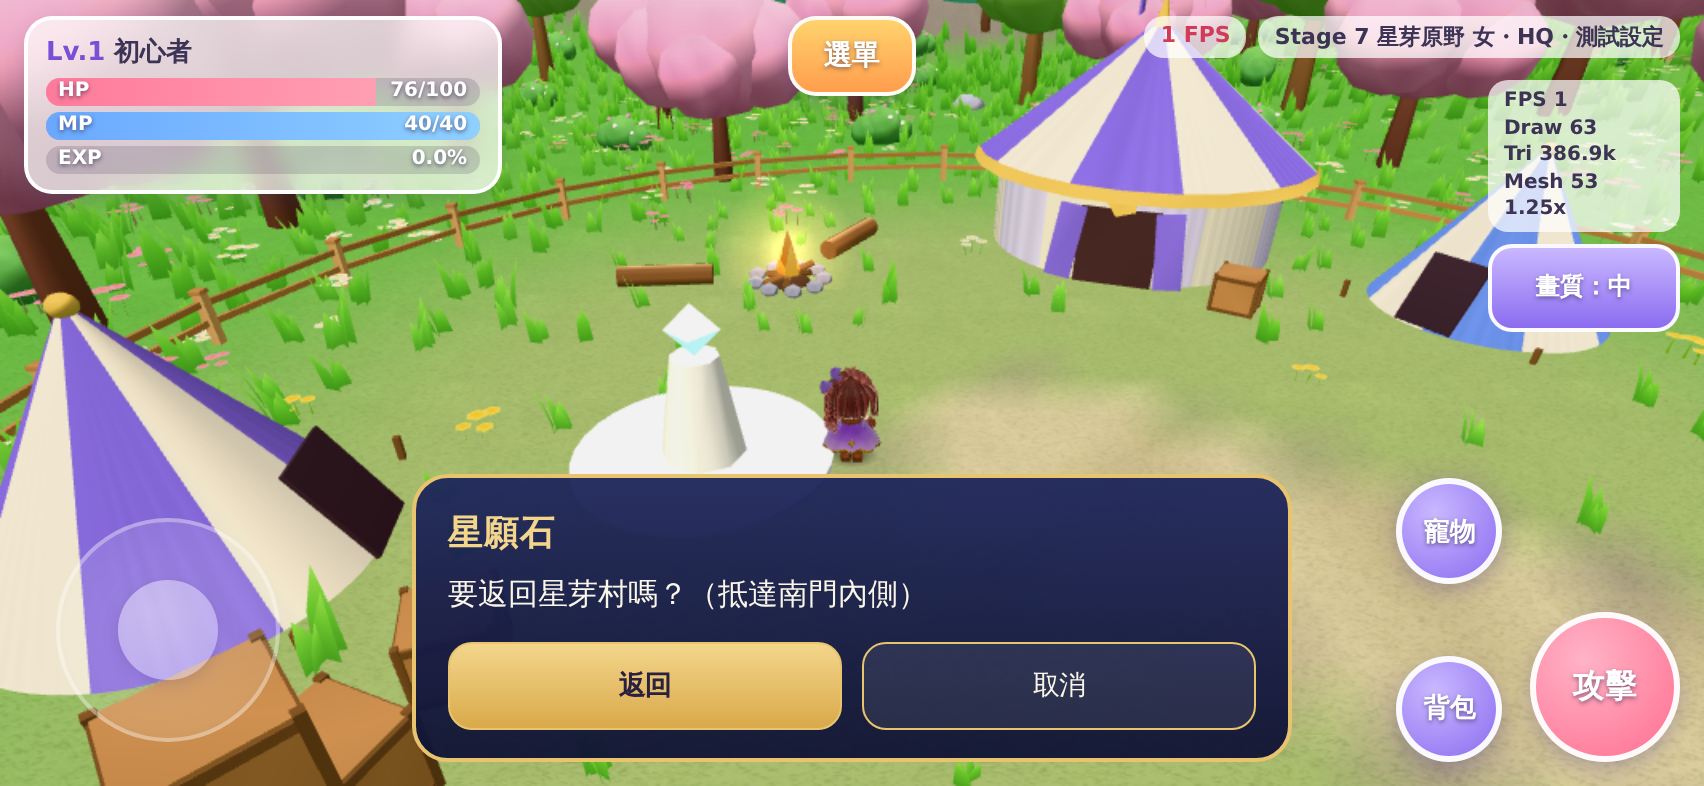 Lv.1 初心者
HP 76/100
MP 40/40
EXP 0.0%
選單
1 FPS
Stage 7 星芽原野 女・HQ・測試設定
FPS 1
Draw 63
Tri 386.9k
Mesh 53
1.25x
畫質：中
星願石
要返回星芽村嗎？（抵達南門內側）
返回
取消
寵物
背包
攻擊